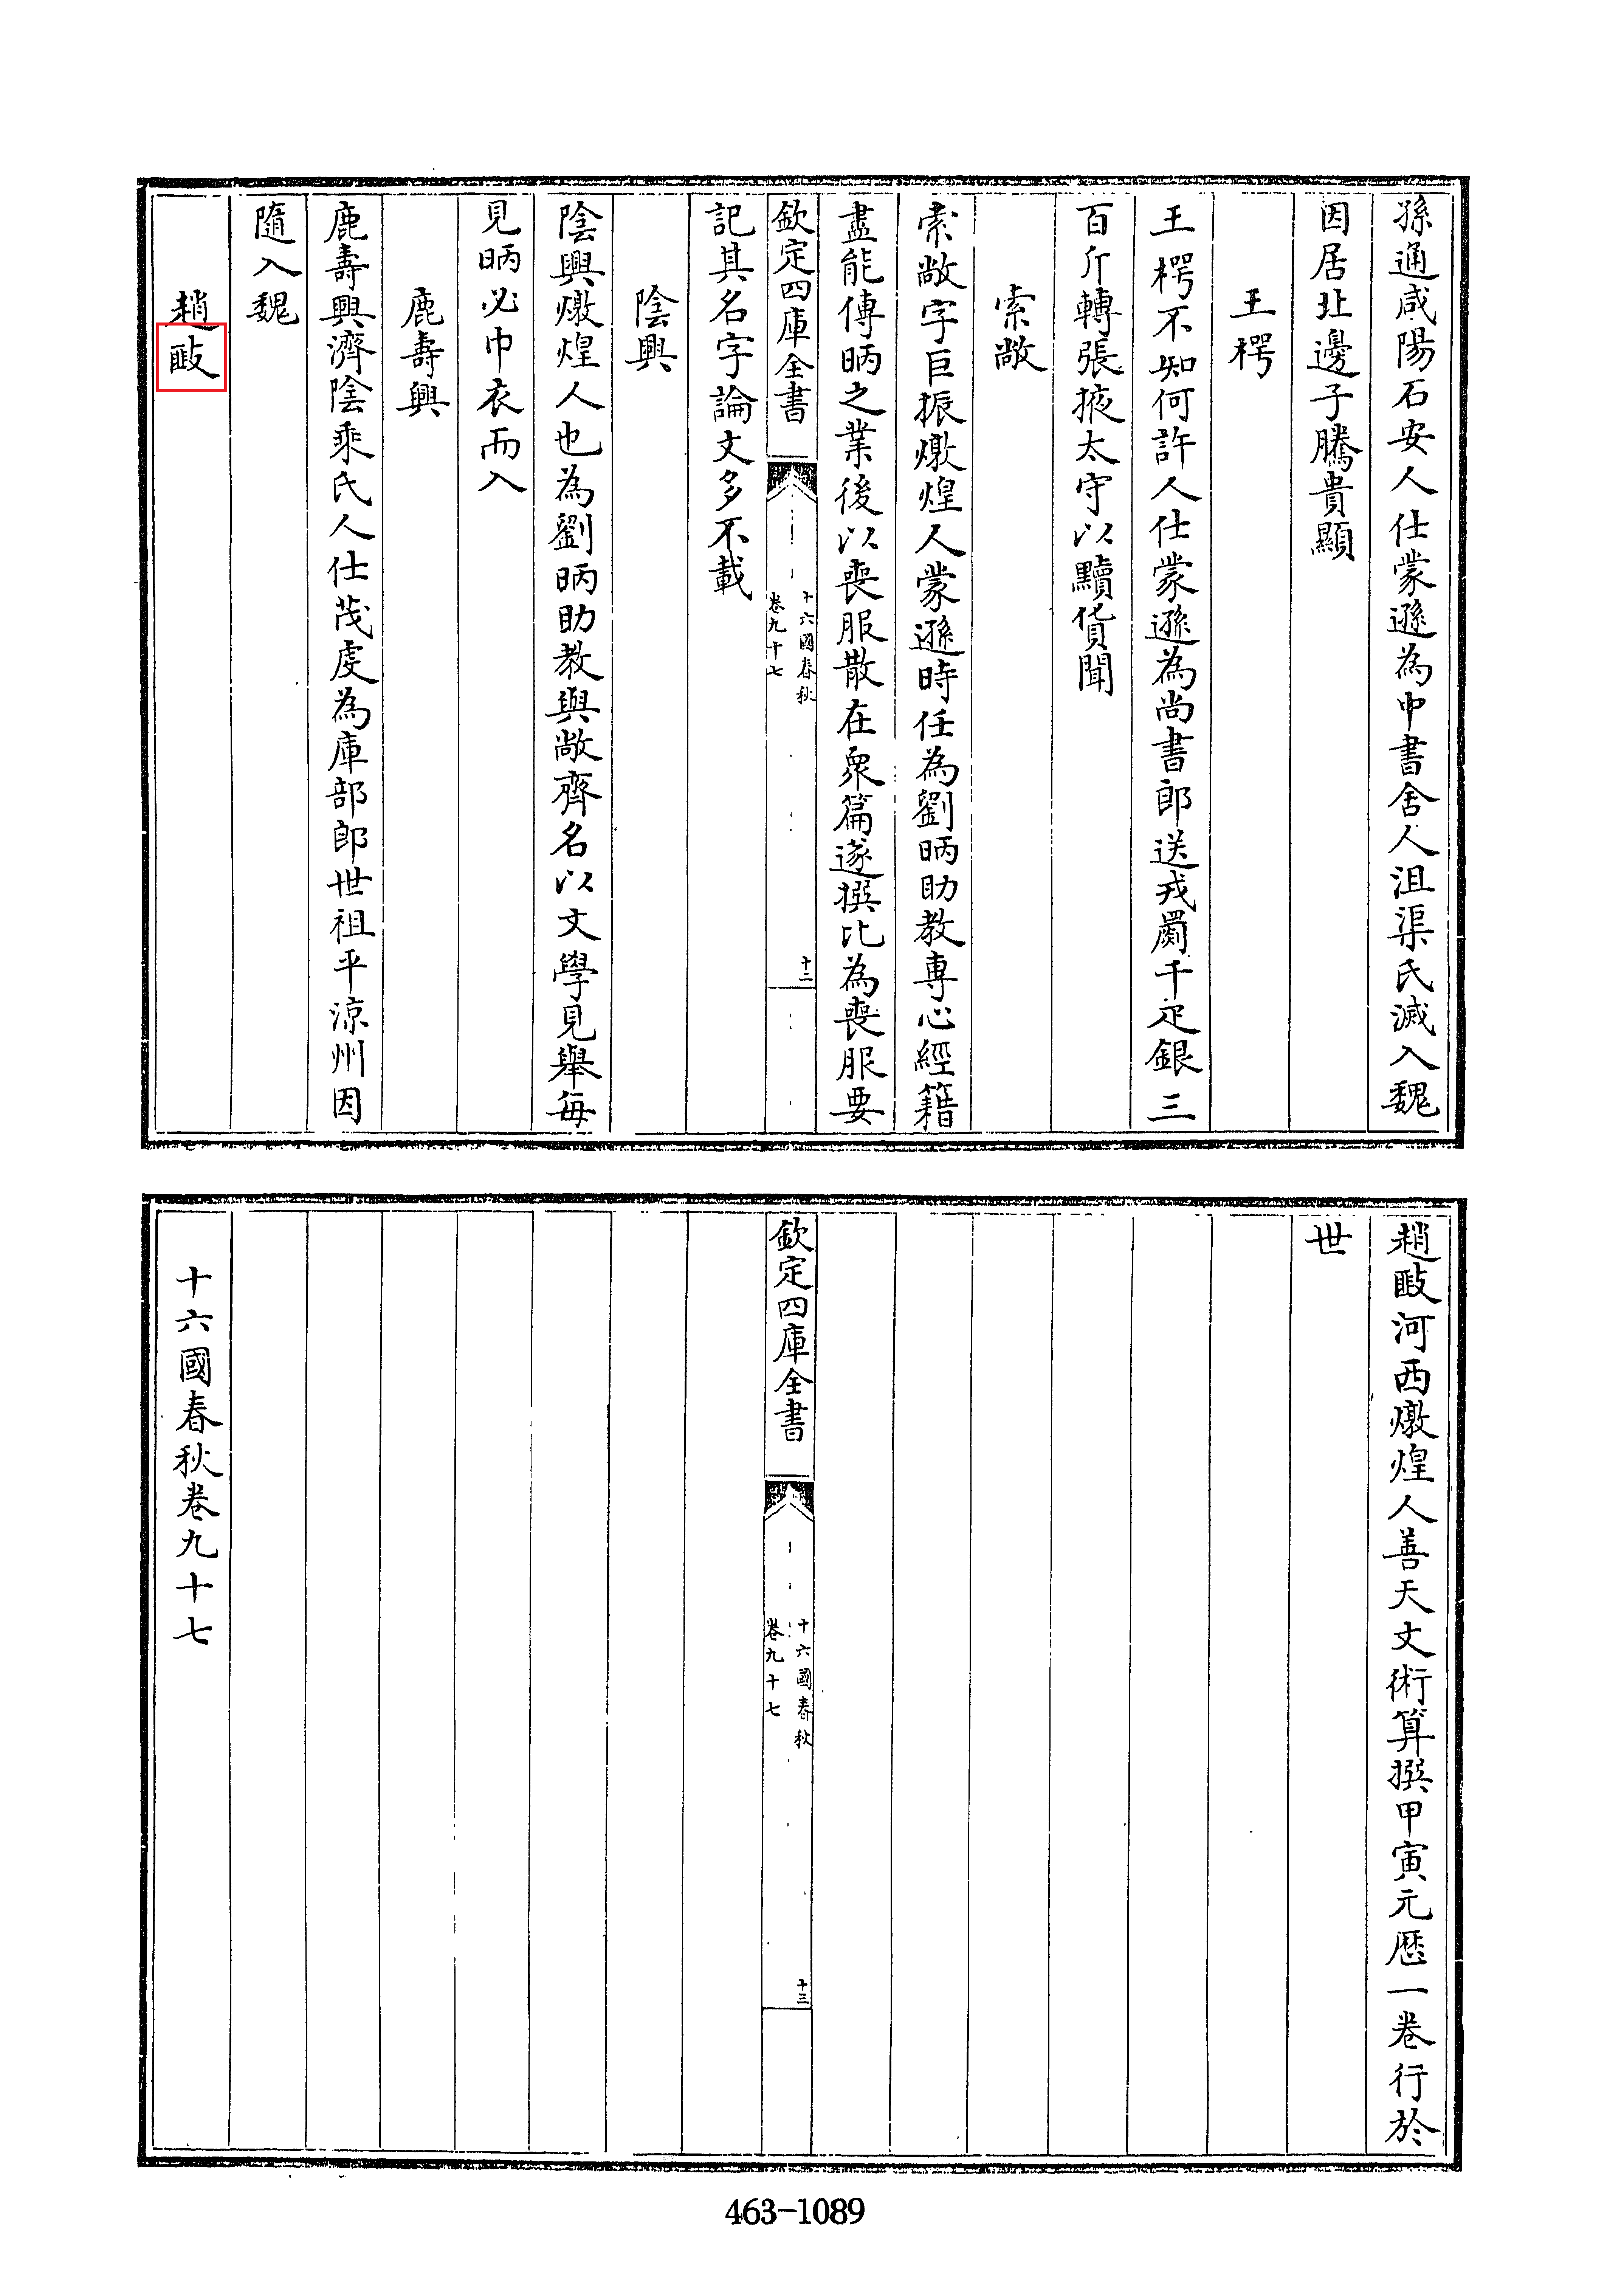 孫通咸陽石安人仕蒙遜為中書舍人沮渠氏滅入魏
因居北邊子騰貴顯
王樗
王樗不知何許人仕蒙遜為尚書郎送戎罽千疋銀三
百斤轉張掖太守以黷貨聞
索敞
索敞字巨振燉煌人蒙遜時任為劉昞助教專心經籍
盡能傳昞之業後以喪服散在衆篇遂撰比為喪服要
欽定四庫全書
十六國春秋
卷九十七
十二
記其名字論文多不載
陰興
陰興燉煌人也為劉昞助教與敞齊名以文學見舉每
見昞必巾衣而入
鹿壽興
鹿壽興濟陰乘氏人仕茂虔為庫部郎世祖平涼州因
隨入魏
趙
趙河西燉煌人善天文術算撰甲寅元厯一卷行於
世
欽定四庫全書
十六國春秋
卷九十七
十三
十六國春秋卷九十七
463-1089